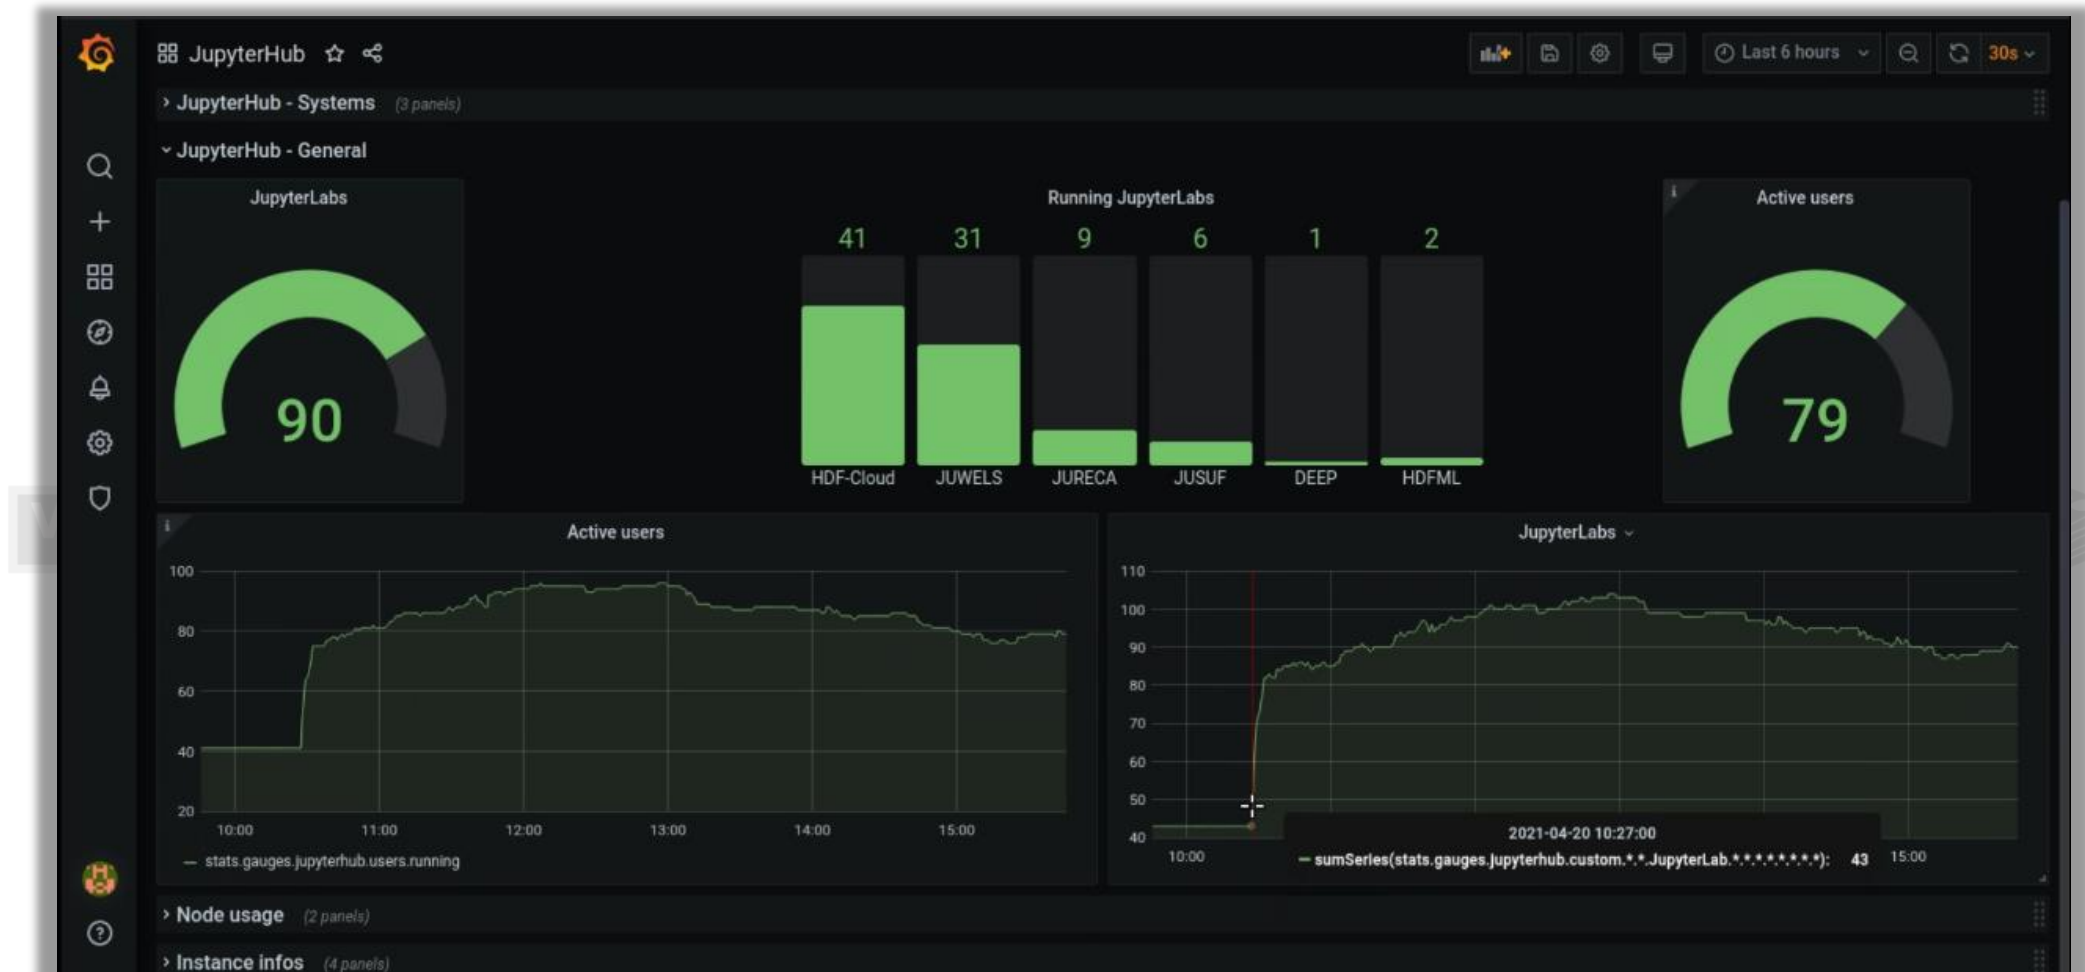 JupyterHub
Last 6 hours
30s
JupyterHub - Systems (3 panels)
JupyterHub - General
JupyterLabs
90
Running JupyterLabs
41 31 9 6 1 2
HDF-Cloud JUWELS JURECA JUSUF DEEP HDFML
Active users
79
Active users
100
80
60
40
20
10:00 11:00 12:00 13:00 14:00 15:00
stats.gauges.jupyterhub.users.running
JupyterLabs
110
100
90
80
70
60
50
40
10:00 15:00
2021-04-20 10:27:00
sumSeries(stats.gauges.jupyterhub.custom.*.*.JupyterLab.*.*.*.*.*.*.*.*): 43
Node usage (2 panels)
Instance infos (4 panels)